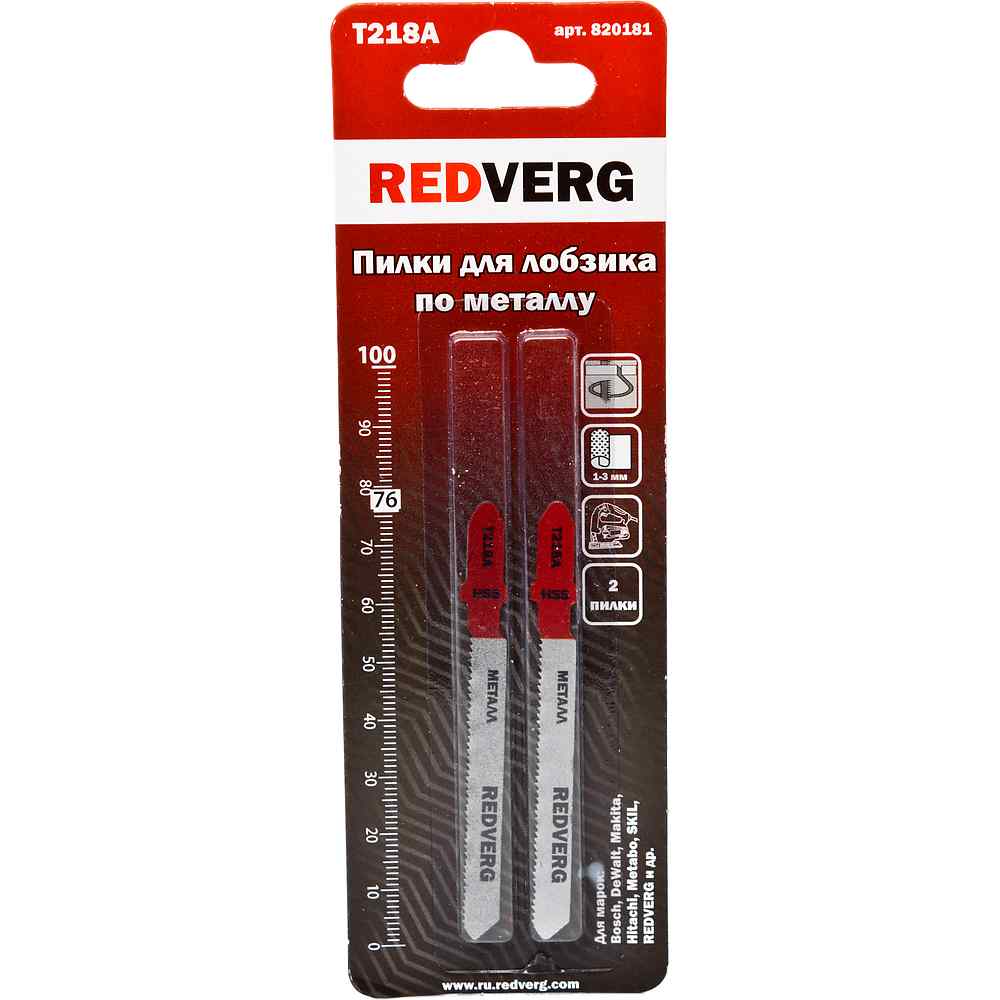 T218A
арт. 820181
REDVERG
Пилки для лобзика
по металлу
100
90
80
76
70
60
50
40
30
20
10
0
1-3 мм
2
ПИЛКИ
T218A
HSS
МЕТАЛЛ
REDVERG
T218A
HSS
МЕТАЛЛ
REDVERG
Для марок:
Bosch, DeWalt, Makita,
Hitachi, Metabo, SKIL,
REDVERG и др.
www.ru.redverg.com